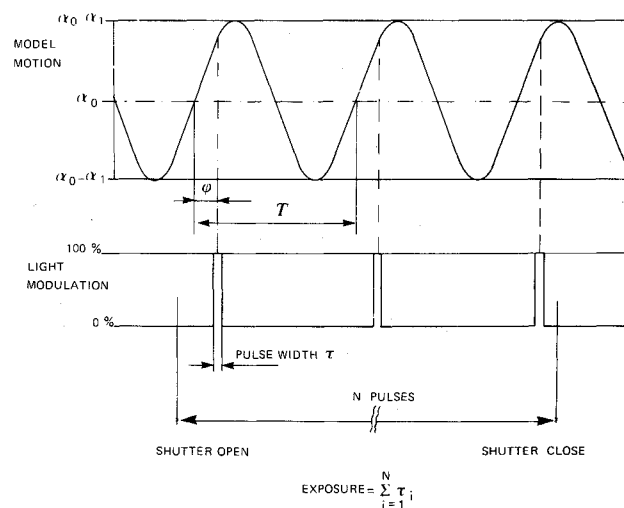 α₀ α₁
MODEL
MOTION
α₀
α₀-α₁
φ
T
100 %
LIGHT
MODULATION
0 %
PULSE WIDTH τ
N PULSES
SHUTTER OPEN
SHUTTER CLOSE
EXPOSURE = N∑i=1 τi